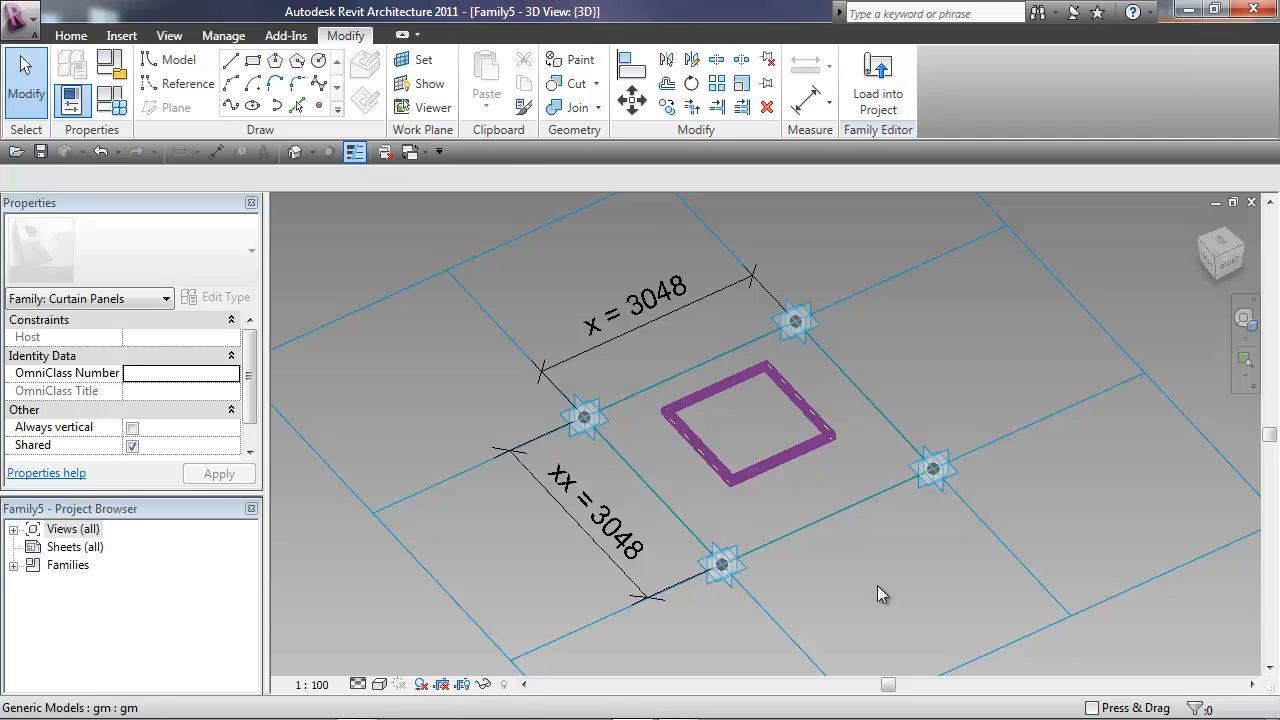 Autodesk Revit Architecture 2011 - [Family5 - 3D View: {3D}]
Type a keyword or phrase
Home Insert View Manage Add-Ins Modify
Modify
Model
Reference
Plane
Set
Show
Viewer
Paste
Paint
Cut
Join
Load into
Project
Select Properties Draw Work Plane Clipboard Geometry Modify Measure Family Editor
Properties
Family: Curtain Panels Edit Type
Constraints
Host
Identity Data
OmniClass Number
OmniClass Title
Other
Always vertical
Shared
Properties help Apply
Family5 - Project Browser
Views (all)
Sheets (all)
Families
x = 3048
xx = 3048
TOP
RIGHT
1 : 100
Generic Models : gm : gm
Press & Drag
:0